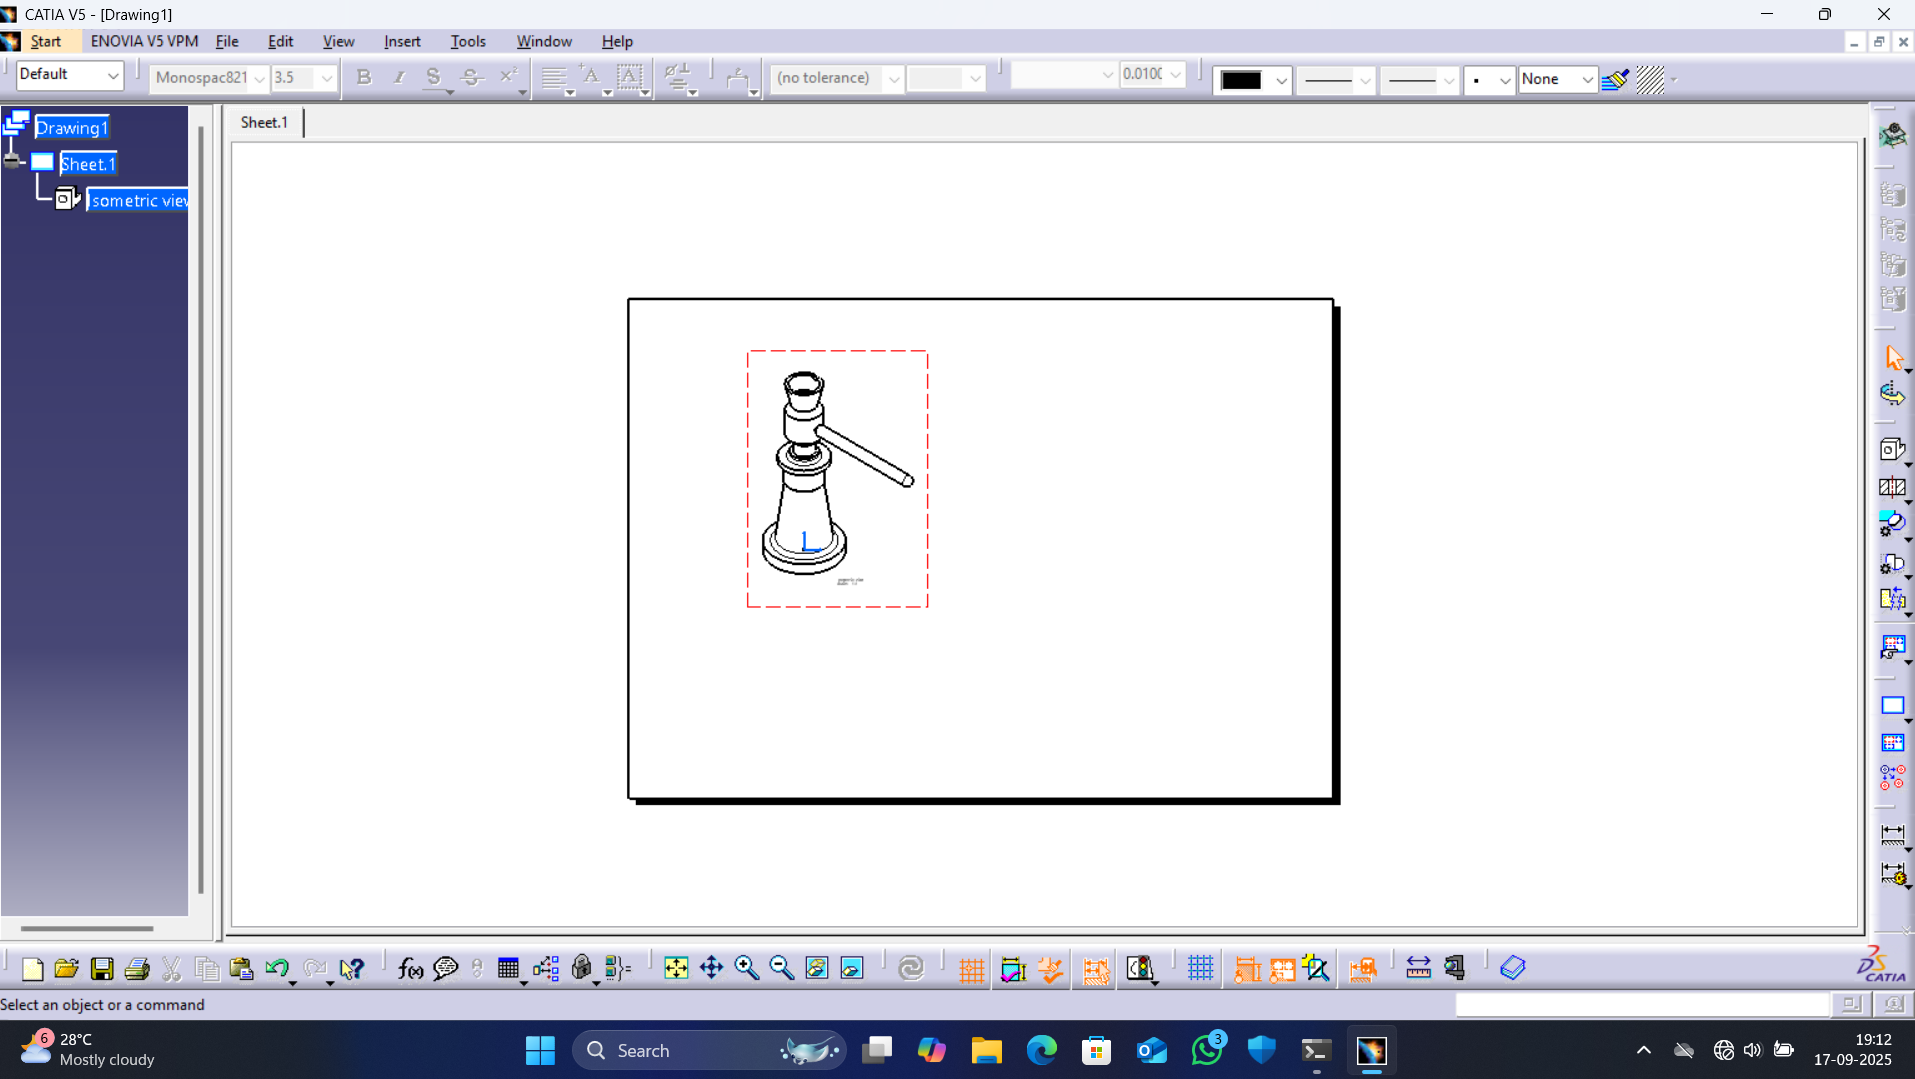 CATIA V5 - [Drawing1]
Start ENOVIA V5 VPM File Edit View Insert Tools Window Help
Default Monospac821 3.5 B I S S (no tolerance) 0.010 None
Drawing1
Sheet.1
Isometric view
Sheet.1
f(x)
CATIA
Select an object or a command
6
28°C
Mostly cloudy
Search
3
19:12
17-09-2025